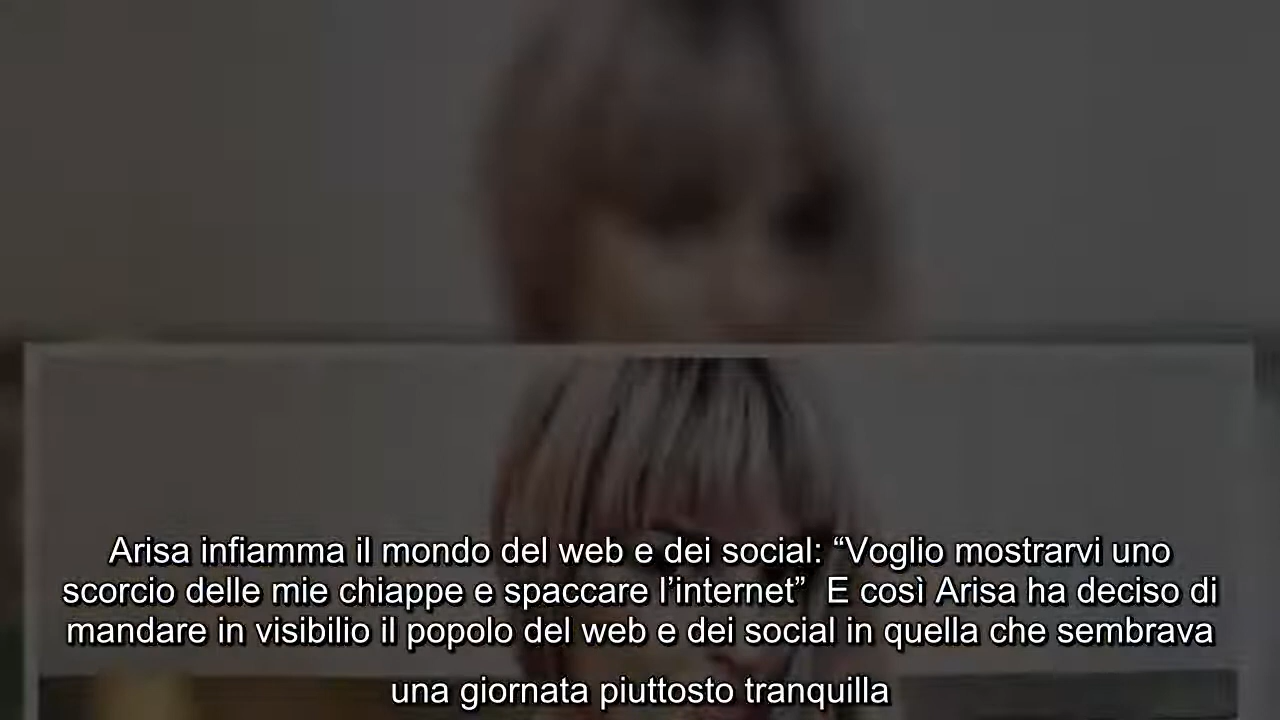 Arisa infiamma il mondo del web e dei social: “Voglio mostrarvi uno
scorcio delle mie chiappe e spaccare l’internet”  E così Arisa ha deciso di
mandare in visibilio il popolo del web e dei social in quella che sembrava
una giornata piuttosto tranquilla